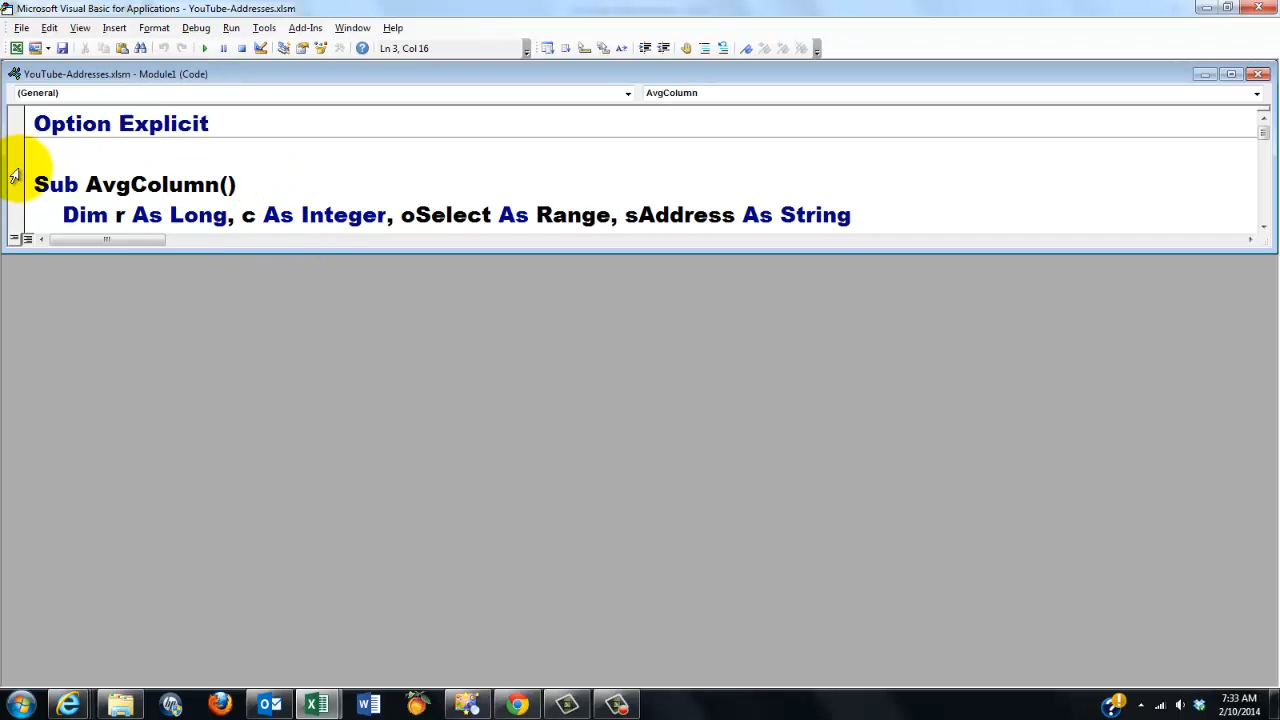 Microsoft Visual Basic for Applications - YouTube-Addresses.xlsm
File Edit View Insert Format Debug Run Tools Add-Ins Window Help
Ln 3, Col 16
YouTube-Addresses.xlsm - Module1 (Code)
(General) AvgColumn
Option Explicit
Sub AvgColumn()
Dim r As Long, c As Integer, oSelect As Range, sAddress As String
7:33 AM
2/10/2014